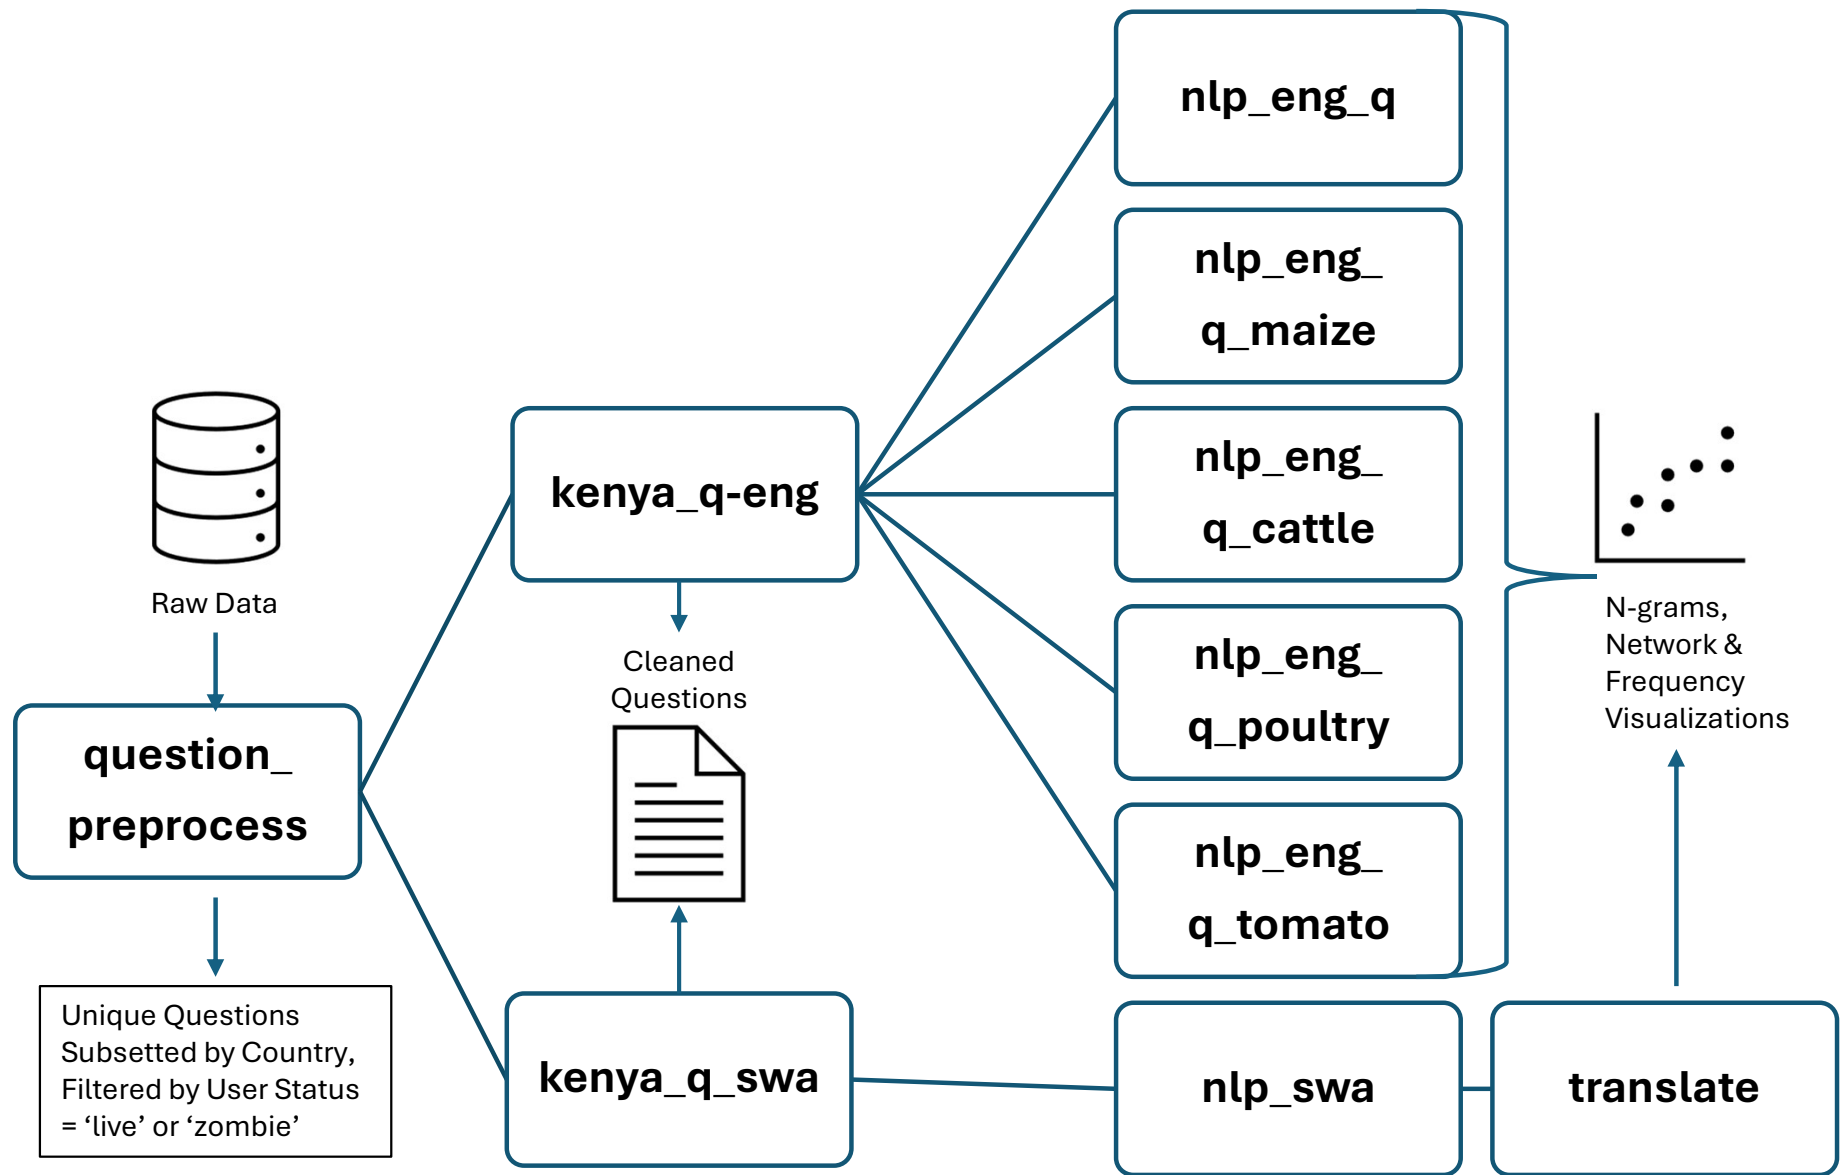 Raw Data
question_
preprocess
Unique Questions
Subsetted by Country,
Filtered by User Status
= ‘live’ or ‘zombie’
kenya_q-eng
Cleaned
Questions
kenya_q_swa
nlp_eng_q
nlp_eng_
q_maize
nlp_eng_
q_cattle
nlp_eng_
q_poultry
nlp_eng_
q_tomato
nlp_swa
translate
N-grams,
Network &
Frequency
Visualizations